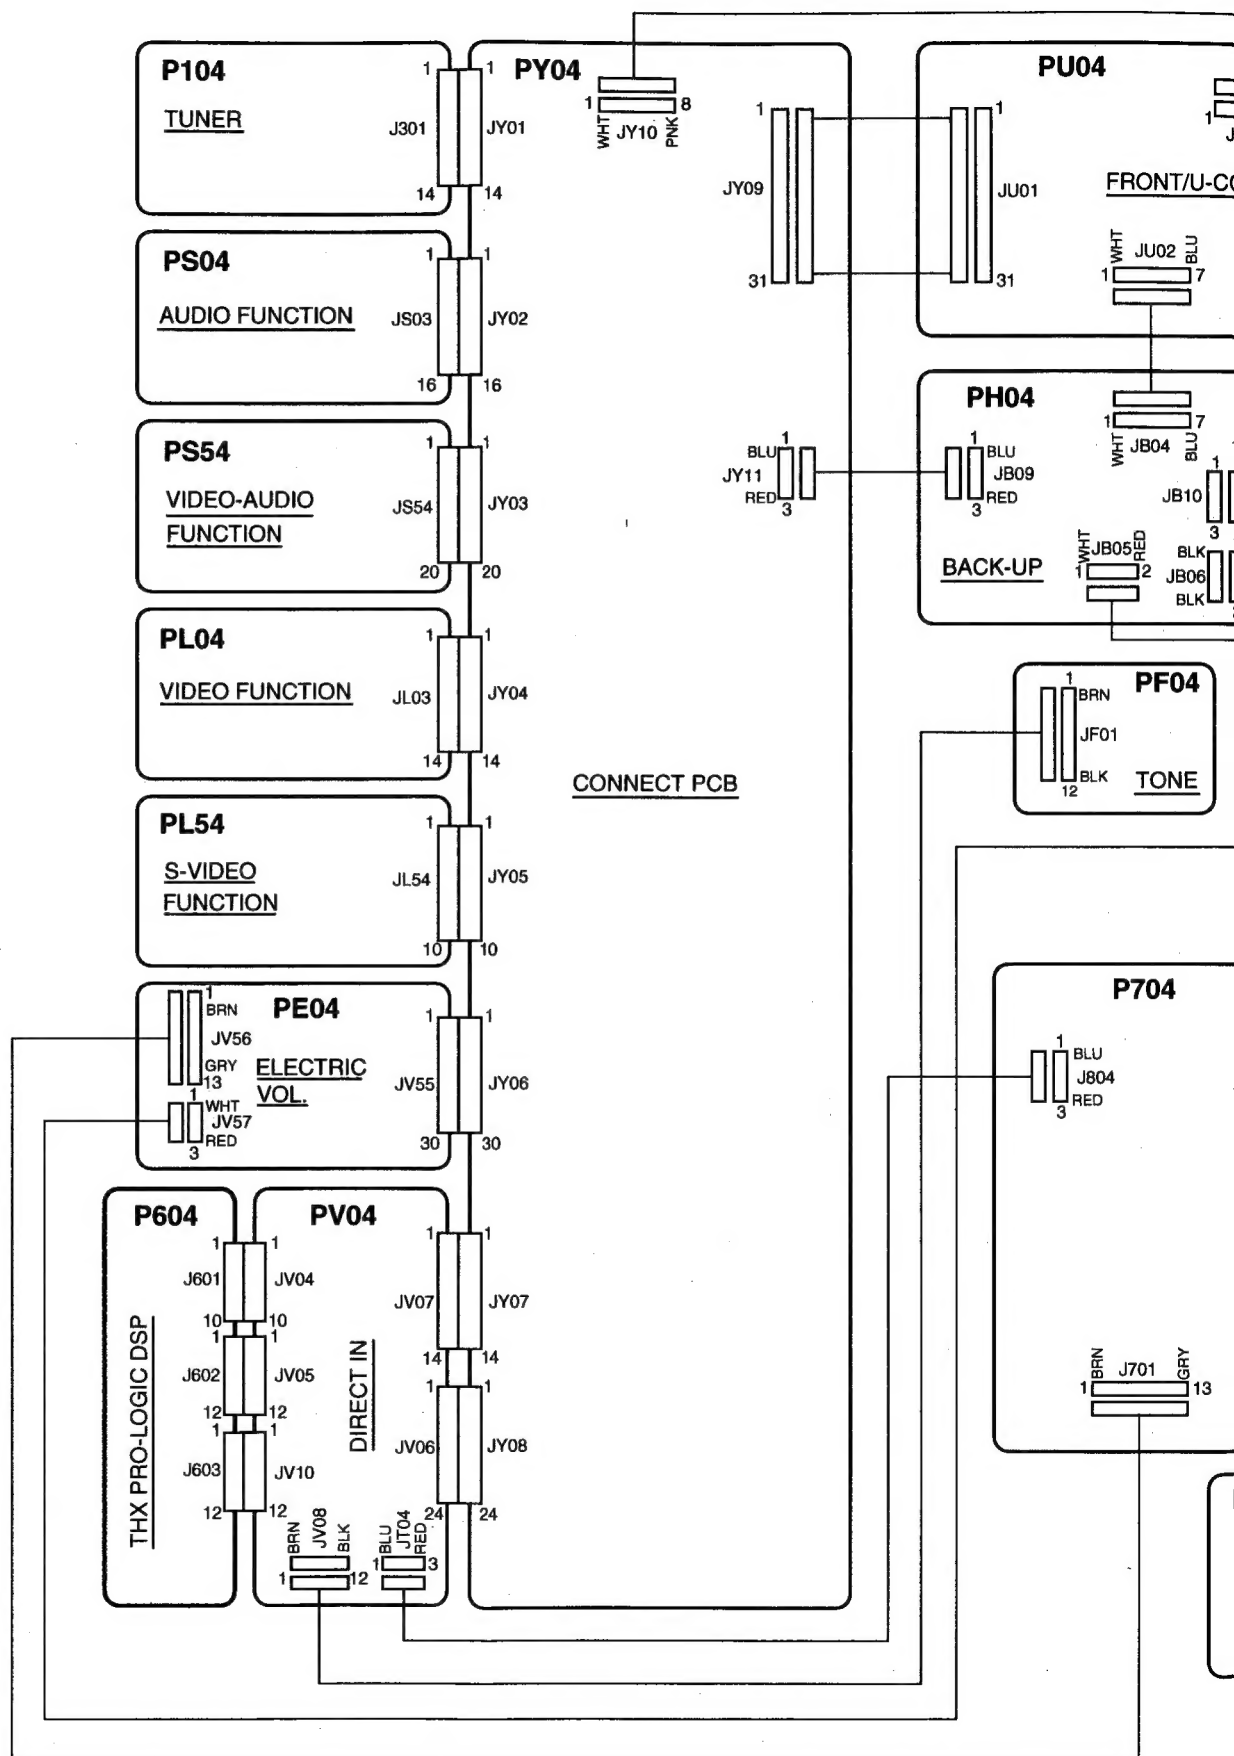 P104
TUNER
1
J301
14
1
JY01
14
PY04
1
8
WHT
JY10
PNK
1
JY09
31
PU04
1
JU01
31
1
FRONT/U-CO
WHT
JU02
BLU
1
7
PS04
AUDIO FUNCTION
1
JS03
16
1
JY02
16
PS54
VIDEO-AUDIO
FUNCTION
1
JS54
20
1
JY03
20
1
BLU
JY11
RED
3
PH04
1
BLU
JB09
RED
3
1
7
WHT
JB04
BLU
1
JB10
3
BACK-UP
WHT
JB05
RED
1
2
BLK
JB06
BLK
PL04
VIDEO FUNCTION
1
JL03
14
1
JY04
14
CONNECT PCB
PF04
1
BRN
JF01
BLK
12
TONE
PL54
S-VIDEO
FUNCTION
1
JL54
10
1
JY05
10
PE04
1
BRN
JV56
GRY
13
ELECTRIC
VOL.
1
WHT
JV57
RED
3
1
JV55
30
1
JY06
30
P704
1
BLU
J804
RED
3
BRN
J701
GRY
1
13
P604
THX PRO-LOGIC DSP
1
J601
10
1
J602
12
1
J603
12
PV04
DIRECT IN
1
JV04
10
1
JV05
12
1
JV10
12
1
JV07
14
1
JY07
14
1
JV06
24
1
JY08
24
BRN
JV08
BLK
1
12
BLU
JT04
RED
1
3